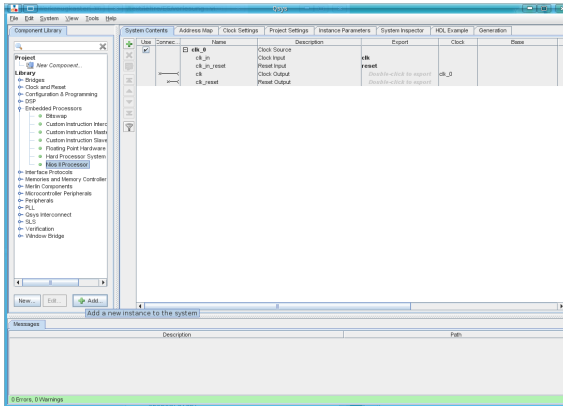 Qsys
File Edit System View Tools Help
Component Library
System Contents Address Map Clock Settings Project Settings Instance Parameters System Inspector HDL Example Generation
Use Connec... Name Description Export Clock Base
clk_0 Clock Source
clk_in Clock Input clk
clk_in_reset Reset Input reset
clk Clock Output Double-click to export clk_0
clk_reset Reset Output Double-click to export
Project
New Component...
Library
Bridges
Clock and Reset
Configuration & Programming
DSP
Embedded Processors
Bitswap
Custom Instruction Interc
Custom Instruction Maste
Custom Instruction Slave
Floating Point Hardware
Hard Processor System
Nios II Processor
Interface Protocols
Memories and Memory Controller
Merlin Components
Microcontroller Peripherals
Peripherals
PLL
Qsys Interconnect
SLS
Verification
Window Bridge
New... Edit... Add...
Add a new instance to the system
Messages
Description Path
0 Errors, 0 Warnings